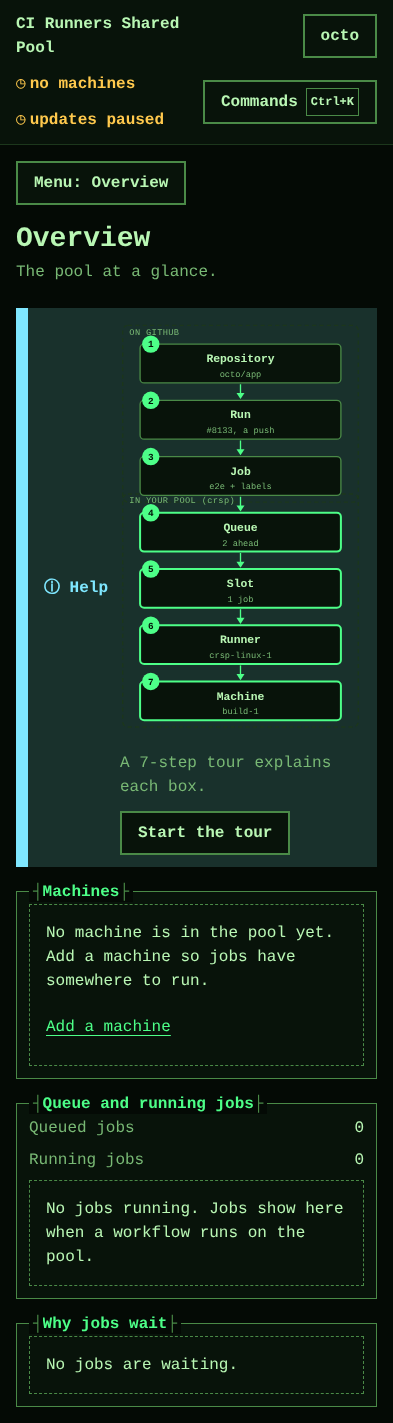 CI Runners Shared
Pool
octo
◷ no machines
◷ updates paused
Commands Ctrl+K
Menu: Overview
Overview
The pool at a glance.
ⓘ Help
ON GITHUB
1
Repository
octo/app
2
Run
#8133, a push
3
Job
e2e + labels
IN YOUR POOL (crsp)
4
Queue
2 ahead
5
Slot
1 job
6
Runner
crsp-linux-1
7
Machine
build-1
A 7-step tour explains
each box.
Start the tour
Machines
No machine is in the pool yet.
Add a machine so jobs have
somewhere to run.
Add a machine
Queue and running jobs
Queued jobs 0
Running jobs 0
No jobs running. Jobs show here
when a workflow runs on the
pool.
Why jobs wait
No jobs are waiting.